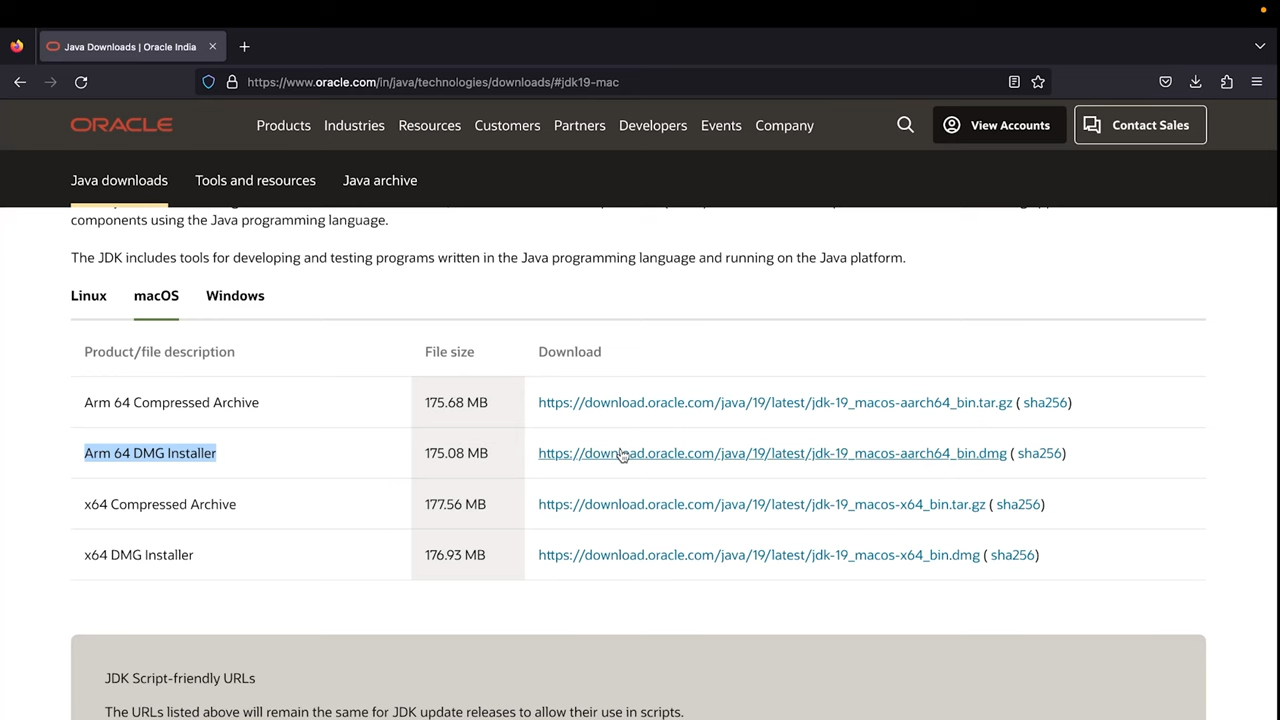 Java Downloads | Oracle India
https://www.oracle.com/in/java/technologies/downloads/#jdk19-mac
ORACLE
Products Industries Resources Customers Partners Developers Events Company
View Accounts
Contact Sales
Java downloads Tools and resources Java archive
components using the Java programming language.
The JDK includes tools for developing and testing programs written in the Java programming language and running on the Java platform.
Linux macOS Windows
Product/file description File size Download
Arm 64 Compressed Archive 175.68 MB https://download.oracle.com/java/19/latest/jdk-19_macos-aarch64_bin.tar.gz ( sha256)
Arm 64 DMG Installer 175.08 MB https://download.oracle.com/java/19/latest/jdk-19_macos-aarch64_bin.dmg ( sha256)
x64 Compressed Archive 177.56 MB https://download.oracle.com/java/19/latest/jdk-19_macos-x64_bin.tar.gz ( sha256)
x64 DMG Installer 176.93 MB https://download.oracle.com/java/19/latest/jdk-19_macos-x64_bin.dmg ( sha256)
JDK Script-friendly URLs
The URLs listed above will remain the same for JDK update releases to allow their use in scripts.